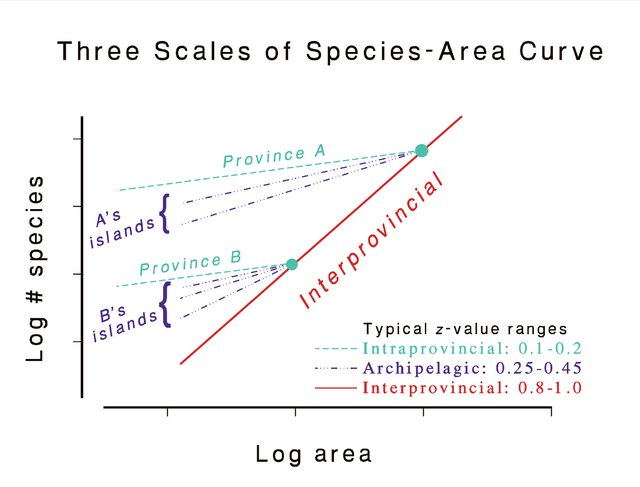 Three Scales of Species-Area Curve
Log # species
Province A
A's
islands
Province B
B's
islands
Interprovincial
Typical z-value ranges
Intraprovincial: 0.1-0.2
Archipelagic: 0.25-0.45
Interprovincial: 0.8-1.0
Log area